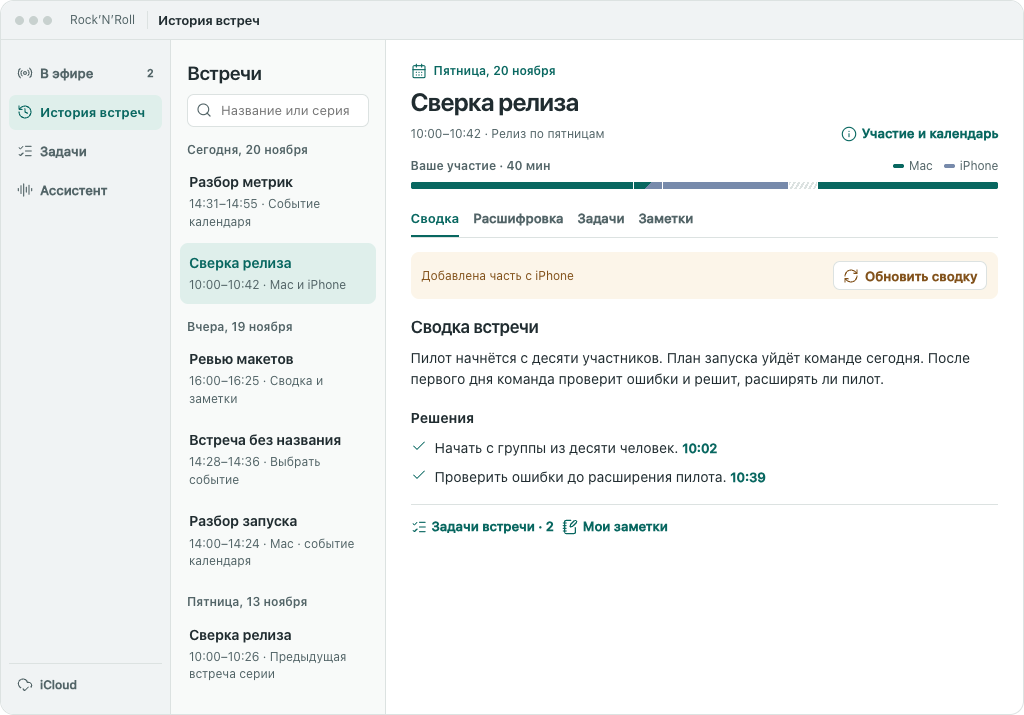 Rock’N’Roll
История встреч
В эфире 2
История встреч
Задачи
Ассистент
iCloud
Встречи
Название или серия
Сегодня, 20 ноября
Разбор метрик
14:31–14:55 · Событие
календаря
Сверка релиза
10:00–10:42 · Mac и iPhone
Вчера, 19 ноября
Ревью макетов
16:00–16:25 · Сводка и
заметки
Встреча без названия
14:28–14:36 · Выбрать
событие
Разбор запуска
14:00–14:24 · Mac · событие
календаря
Пятница, 13 ноября
Сверка релиза
10:00–10:26 · Предыдущая
встреча серии
Пятница, 20 ноября
Сверка релиза
10:00–10:42 · Релиз по пятницам
Участие и календарь
Ваше участие · 40 мин
Mac iPhone
Сводка Расшифровка Задачи Заметки
Добавлена часть с iPhone
Обновить сводку
Сводка встречи
Пилот начнётся с десяти участников. План запуска уйдёт команде сегодня. После
первого дня команда проверит ошибки и решит, расширять ли пилот.
Решения
Начать с группы из десяти человек. 10:02
Проверить ошибки до расширения пилота. 10:39
Задачи встречи · 2 Мои заметки